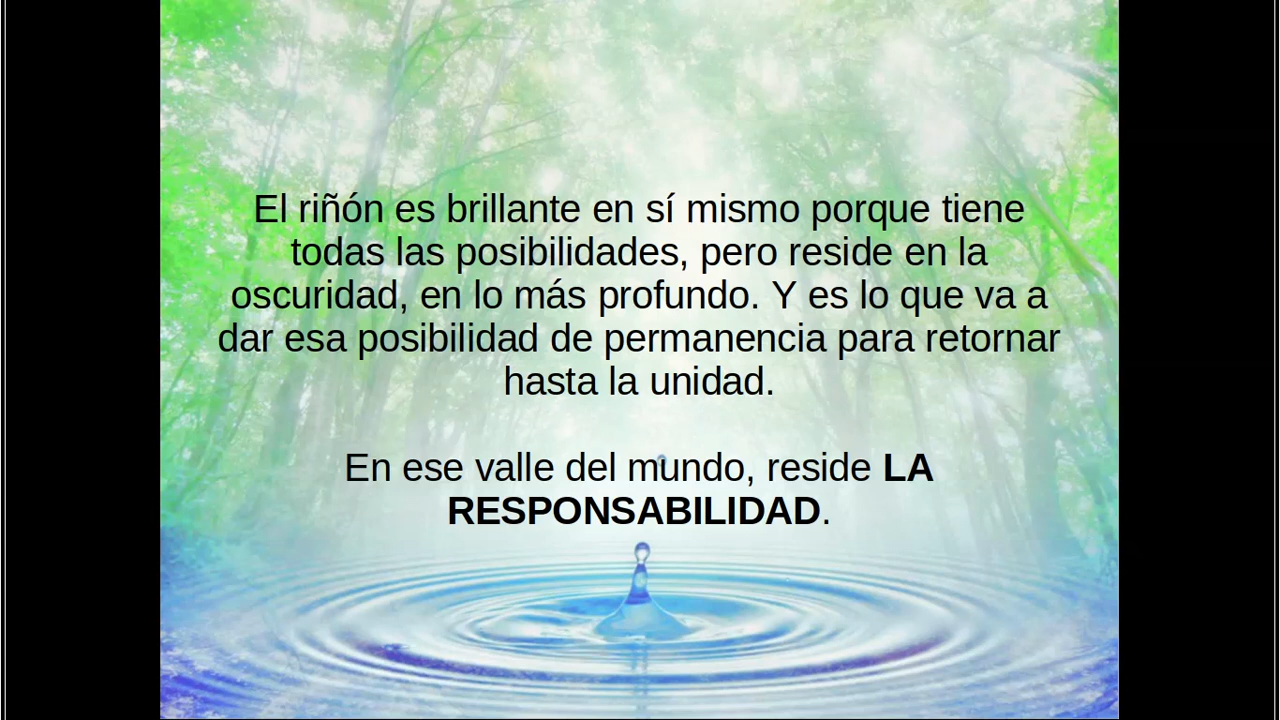 El riñón es brillante en sí mismo porque tiene
todas las posibilidades, pero reside en la
oscuridad, en lo más profundo. Y es lo que va a
dar esa posibilidad de permanencia para retornar
hasta la unidad.
En ese valle del mundo, reside LA
RESPONSABILIDAD.